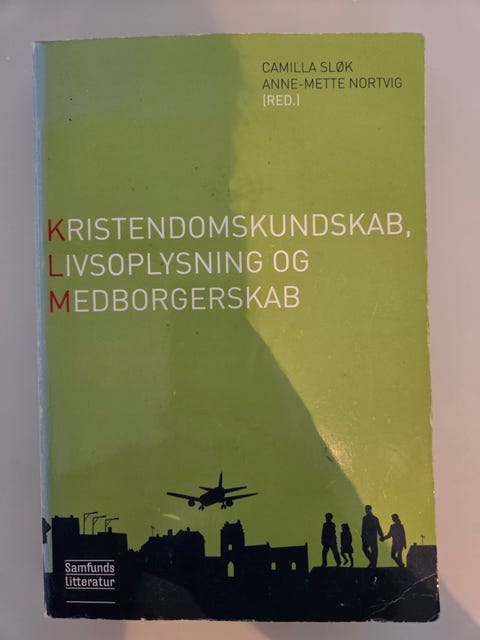 CAMILLA SLØK
ANNE-METTE NORTVIG
(RED.)
KRISTENDOMSKUNDSKAB,
LIVSOPLYSNING OG
MEDBORGERSKAB
Samfunds
litteratur